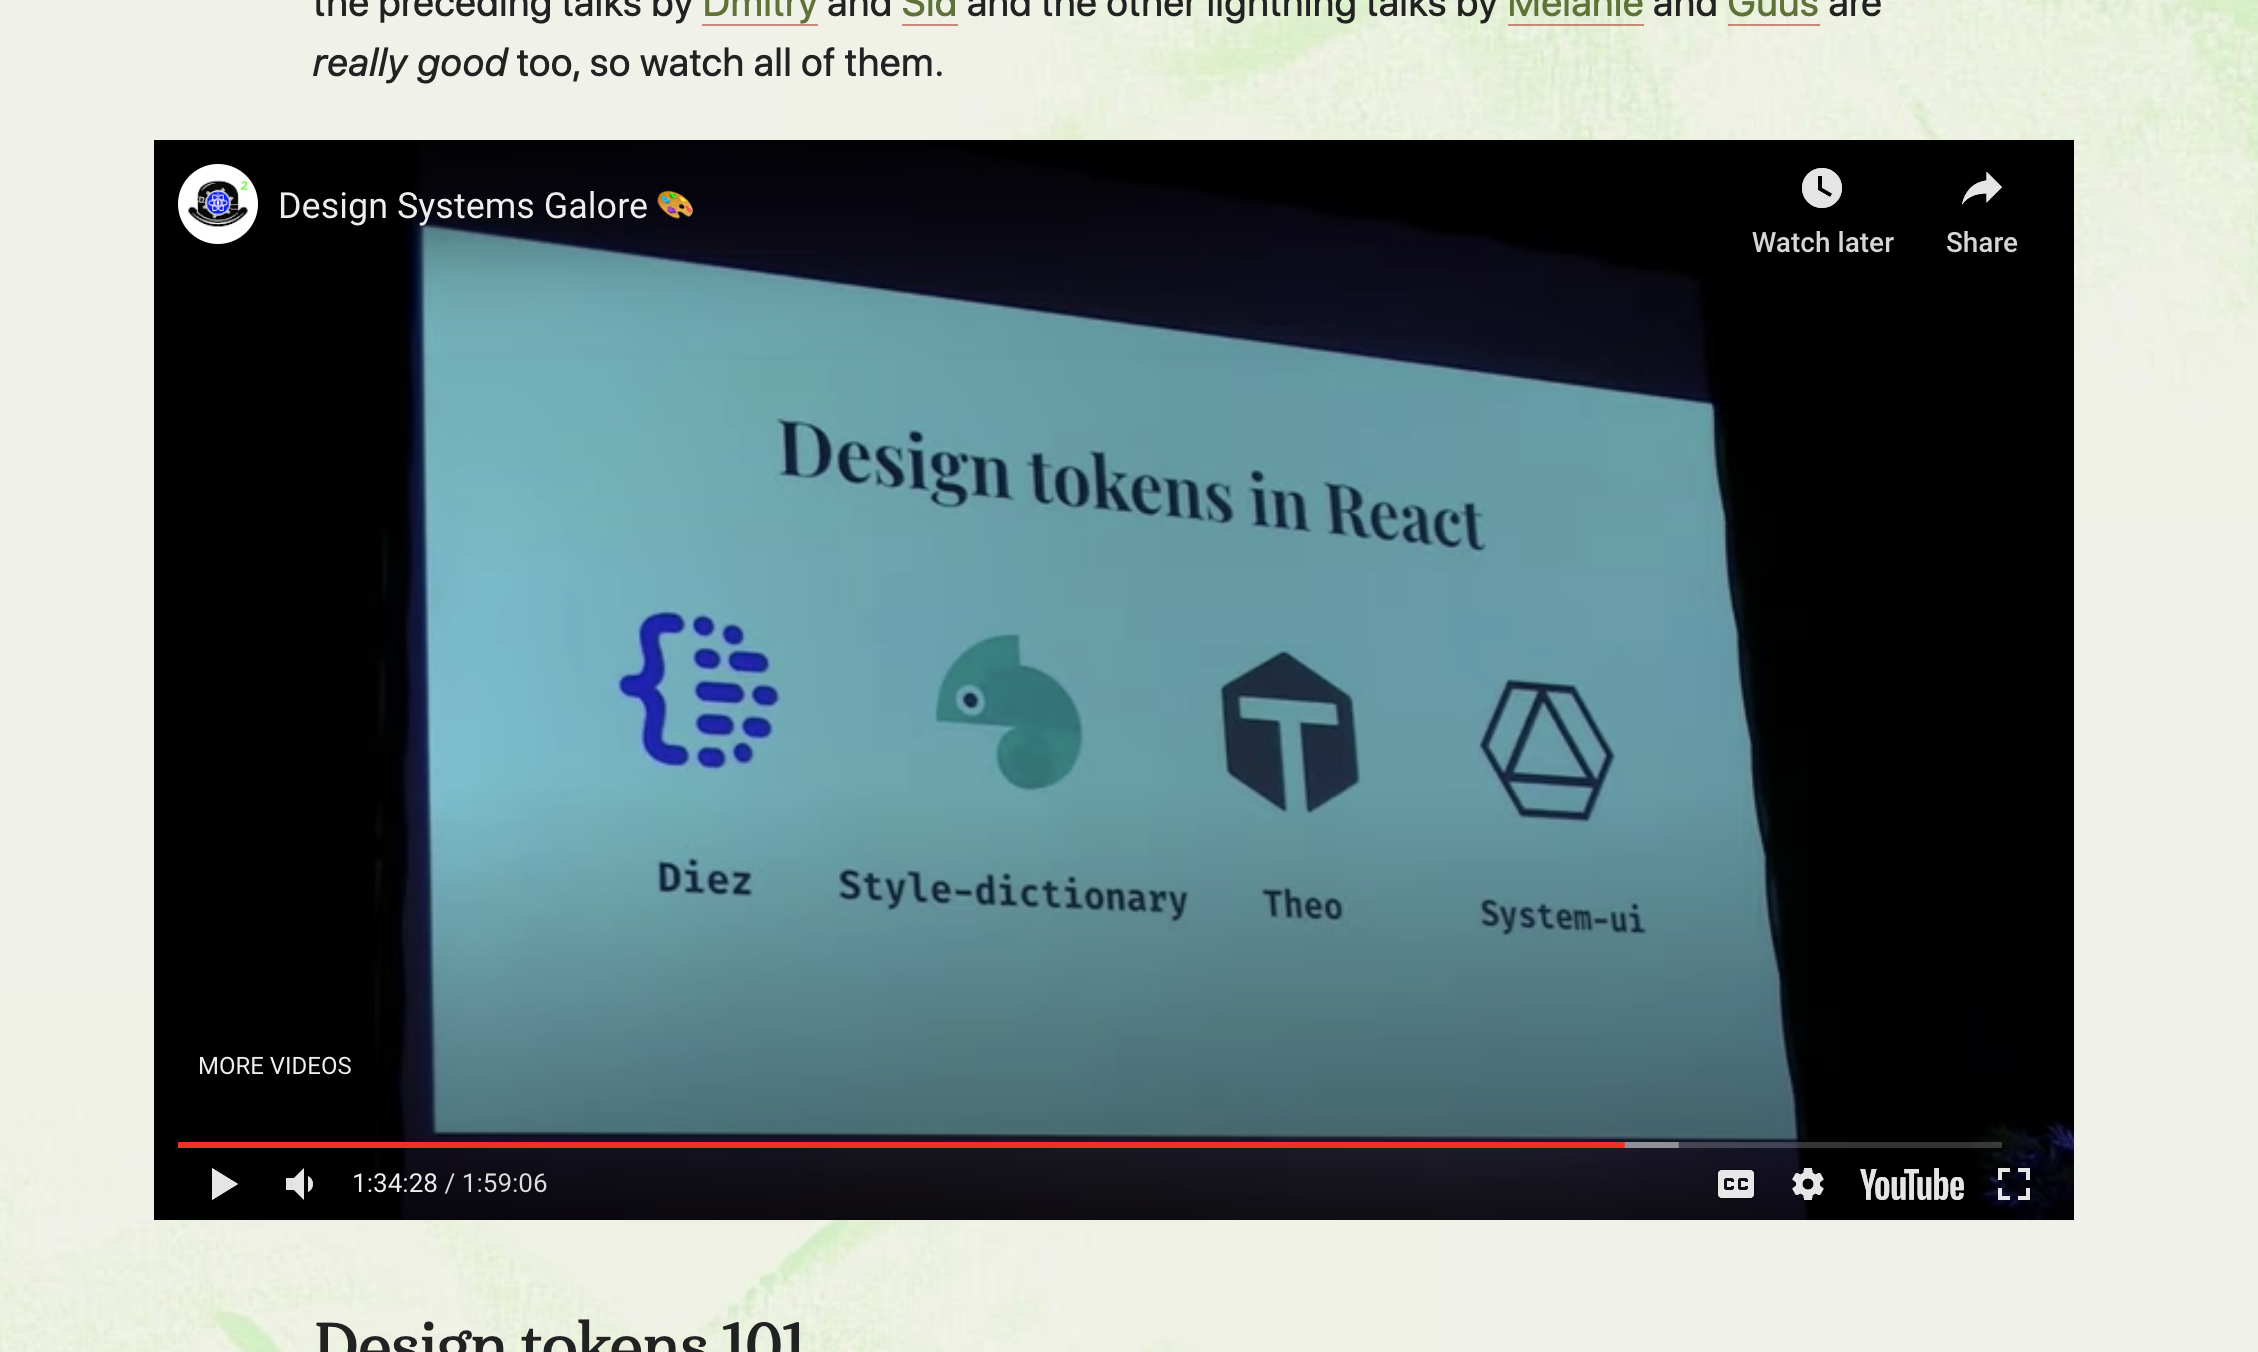 the preceding talks by Dmitry and Sid and the other lightning talks by Melanie and Guus are
really good too, so watch all of them.
2
Design Systems Galore 🎨
Watch later
Share
Design tokens in React
T
Diez
Style-dictionary
Theo
System-ui
MORE VIDEOS
1:34:28 / 1:59:06
CC
YouTube
Design tokens 101